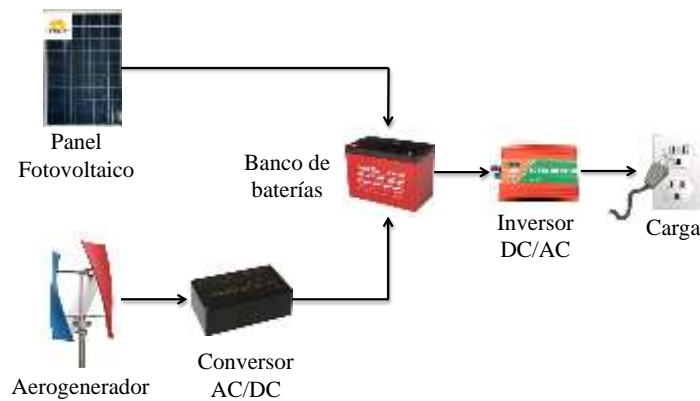 Panel
Fotovoltaico
Banco de
baterías
Inversor
DC/AC
Carga
Aerogenerador
Conversor
AC/DC